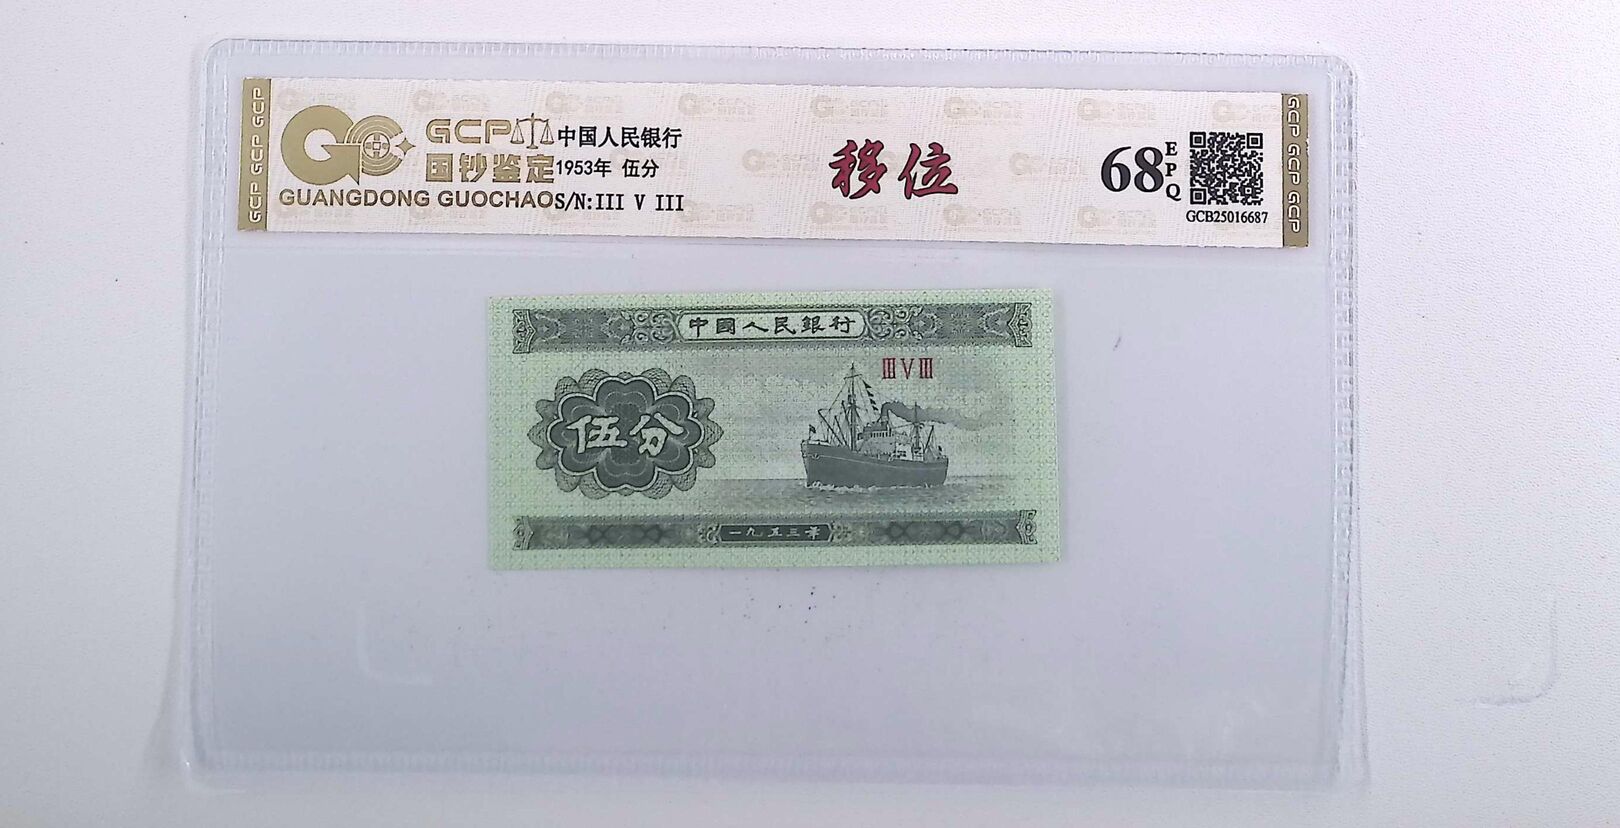 GCP GCP GCP
GCP
国钞鉴定
GUANGDONG GUOCHAO
中国人民银行
1953年 伍分
S/N:III V III
移位
68
EPQ
GCB25016687
GCP GCP GCP
中國人民銀行
III V III
伍分
一九五三年